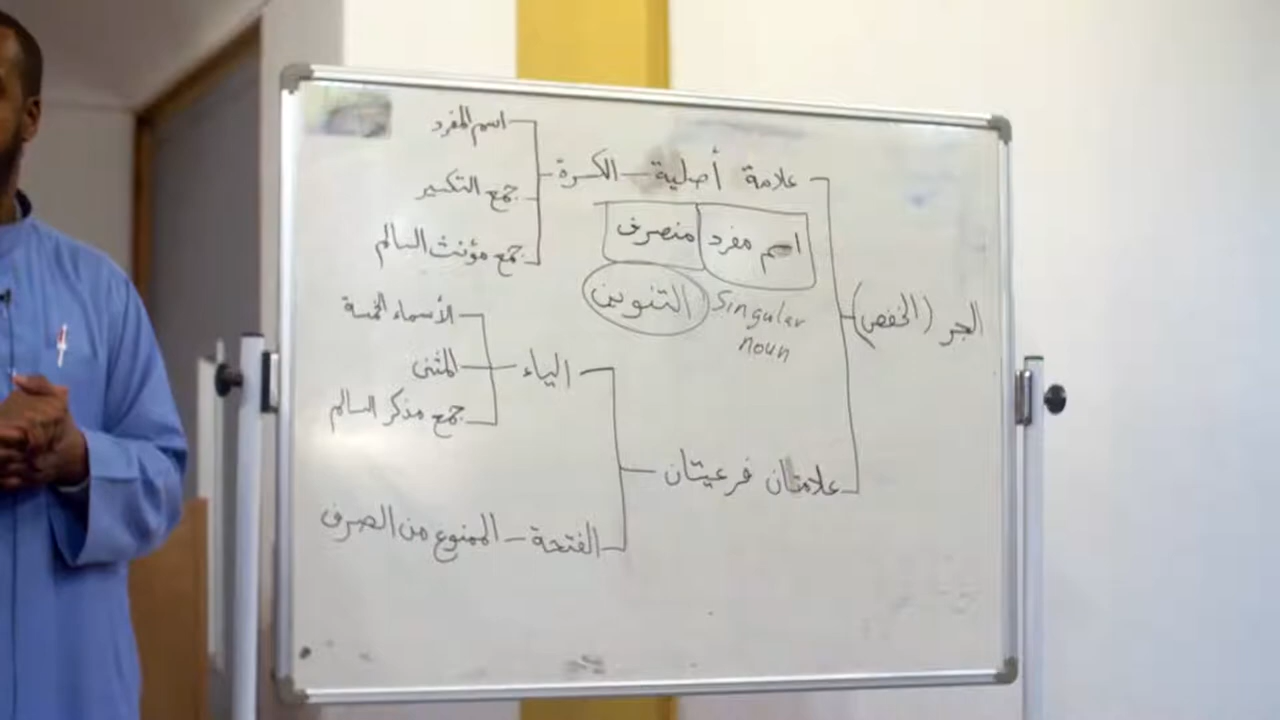 الجر (الخفض)
علامة أصلية – الكسرة
اسم المفرد
جمع التكسير
جمع مؤنث السالم
اسم مفرد منصرف
التنوين
singular
noun
علامتان فرعيتان
الياء
الأسماء الخمسة
المثنى
جمع مذكر السالم
الفتحة – الممنوع من الصرف